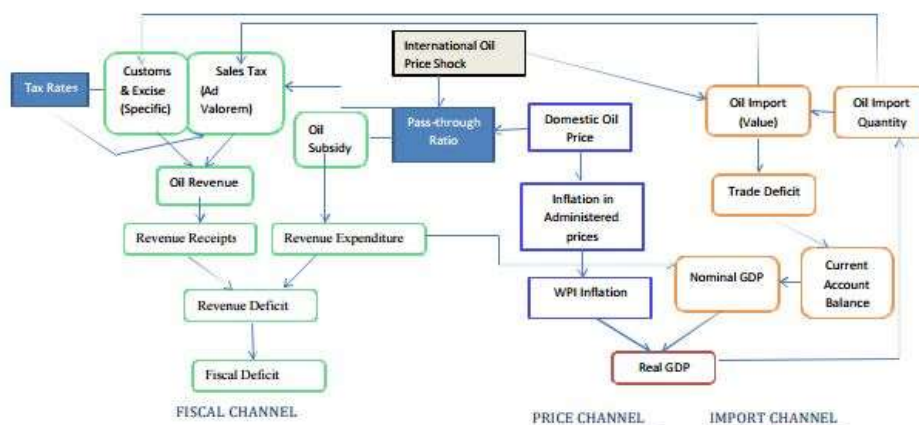 International Oil
Price Shock
Customs
& Excise
(Specific)
Sales Tax
(Ad
Valorem)
Tax Rates
Oil
Subsidy
Pass-through
Ratio
Domestic Oil
Price
Oil Import
(Value)
Oil Import
Quantity
Oil Revenue
Inflation in
Administered
prices
Trade Deficit
Revenue Receipts
Revenue Expenditure
Revenue Deficit
WPI Inflation
Nominal GDP
Current
Account
Balance
Fiscal Deficit
Real GDP
FISCAL CHANNEL
PRICE CHANNEL
IMPORT CHANNEL